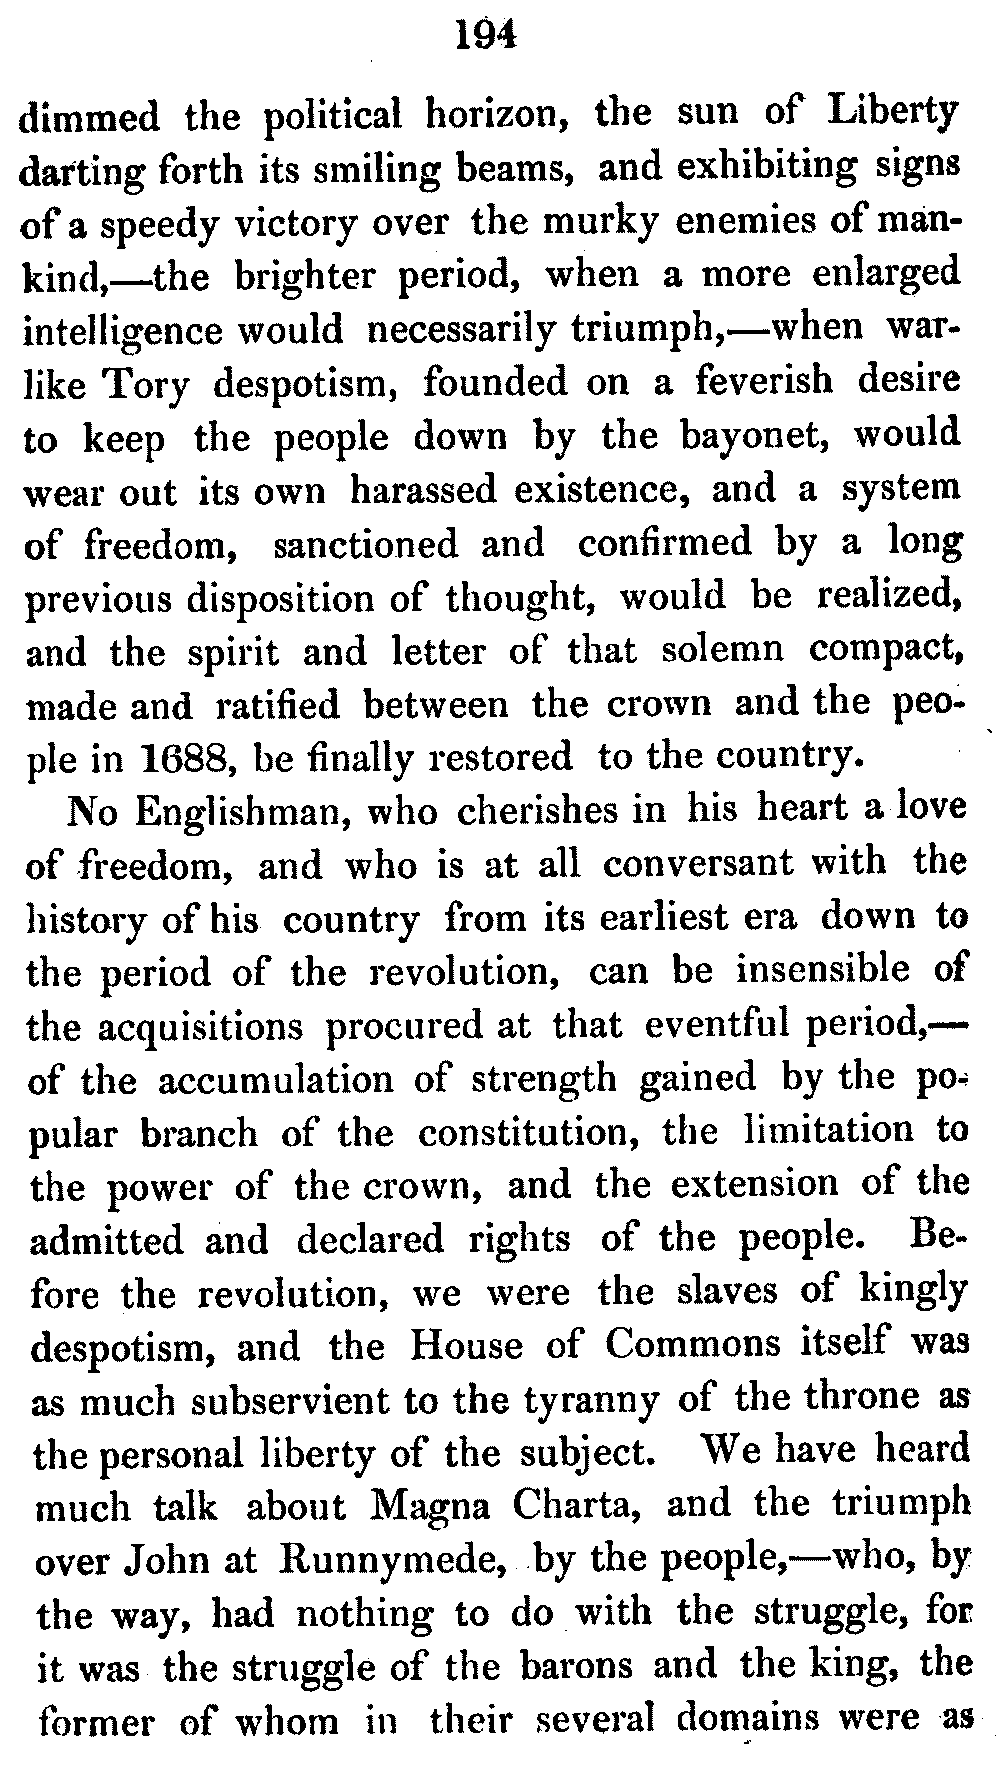 194
dimmed the political horizon, the sun of Liberty
darting forth its smiling beams, and exhibiting signs
of a speedy victory over the murky enemies of man-
kind,—the brighter period, when a more enlarged
intelligence would necessarily triumph,—when war-
like Tory despotism, founded on a feverish desire
to keep the people down by the bayonet, would
wear out its own harassed existence, and a system
of freedom, sanctioned and confirmed by a long
previous disposition of thought, would be realized,
and the spirit and letter of that solemn compact,
made and ratified between the crown and the peo-
ple in 1688, be finally restored to the country.
No Englishman, who cherishes in his heart a love
of freedom, and who is at all conversant with the
history of his country from its earliest era down to
the period of the revolution, can be insensible of
the acquisitions procured at that eventful period,—
of the accumulation of strength gained by the po-
pular branch of the constitution, the limitation to
the power of the crown, and the extension of the
admitted and declared rights of the people. Be-
fore the revolution, we were the slaves of kingly
despotism, and the House of Commons itself was
as much subservient to the tyranny of the throne as
the personal liberty of the subject. We have heard
much talk about Magna Charta, and the triumph
over John at Runnymede, by the people,—who, by
the way, had nothing to do with the struggle, for
it was the struggle of the barons and the king, the
former of whom in their several domains were as